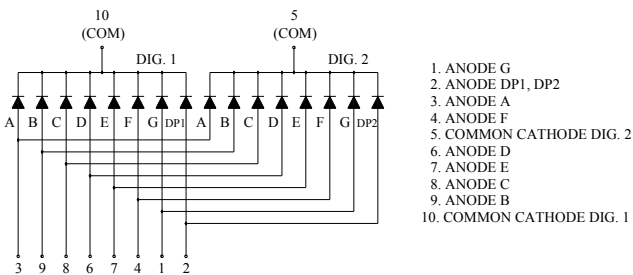 10
(COM)
5
(COM)
DIG. 1
DIG. 2
A B C D E F G DP1 A B C D E F G DP2
3 9 8 6 7 4 1 2
1. ANODE G
2. ANODE DP1, DP2
3. ANODE A
4. ANODE F
5. COMMON CATHODE DIG. 2
6. ANODE D
7. ANODE E
8. ANODE C
9. ANODE B
10. COMMON CATHODE DIG. 1